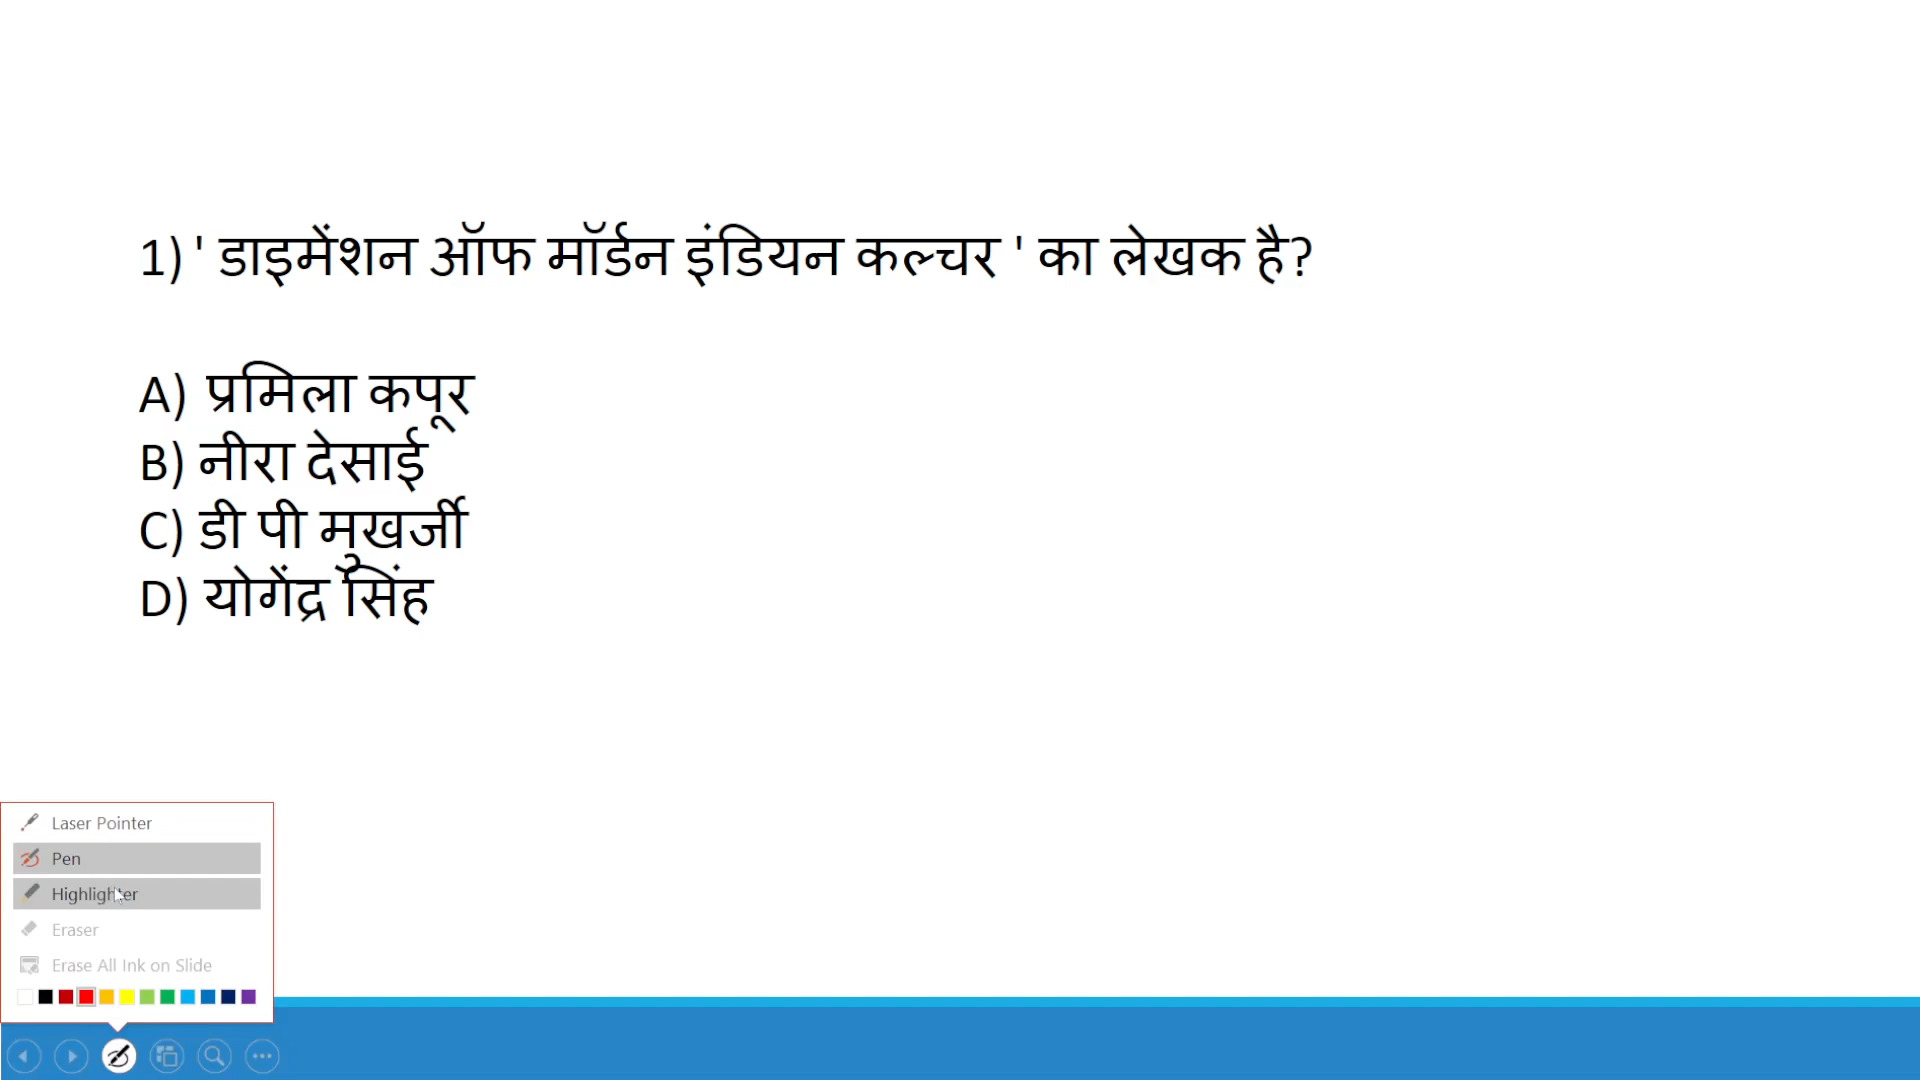 1) ' डाइमेंशन ऑफ मॉर्डन इंडियन कल्चर ' का लेखक है?
A) प्रमिला कपूर
B) नीरा देसाई
C) डी पी मुखर्जी
D) योगेंद्र सिंह
Laser Pointer
Pen
Highlighter
Eraser
Erase All Ink on Slide